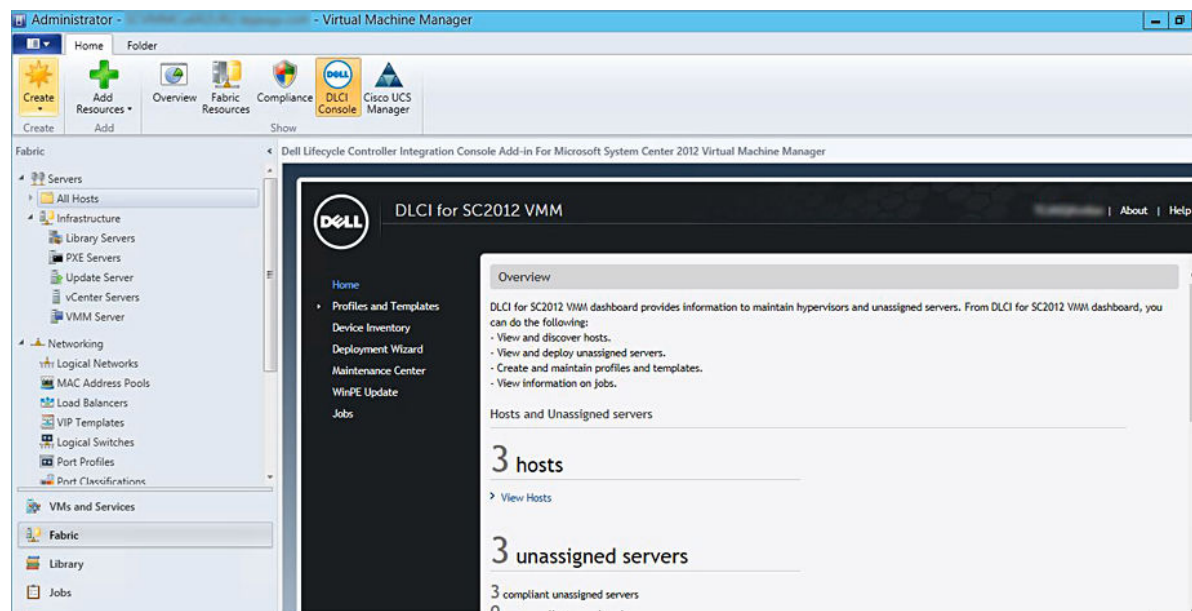 Administrator - - Virtual Machine Manager
Home Folder
Create
Add Resources
Overview
Fabric Resources
Compliance
DELL
DLCI Console
Cisco UCS Manager
Create Add Show
Fabric
Dell Lifecycle Controller Integration Console Add-in For Microsoft System Center 2012 Virtual Machine Manager
Servers
All Hosts
Infrastructure
Library Servers
PXE Servers
Update Server
vCenter Servers
VMM Server
Networking
Logical Networks
MAC Address Pools
Load Balancers
VIP Templates
Logical Switches
Port Profiles
Port Classifications
VMs and Services
Fabric
Library
Jobs
DELL
DLCI for SC2012 VMM
| About | Help
Home
Profiles and Templates
Device Inventory
Deployment Wizard
Maintenance Center
WinPE Update
Jobs
Overview
DLCI for SC2012 VMM dashboard provides information to maintain hypervisors and unassigned servers. From DLCI for SC2012 VMM dashboard, you
can do the following:
- View and discover hosts.
- View and deploy unassigned servers.
- Create and maintain profiles and templates.
- View information on jobs.
Hosts and Unassigned servers
3 hosts
View Hosts
3 unassigned servers
3 compliant unassigned servers